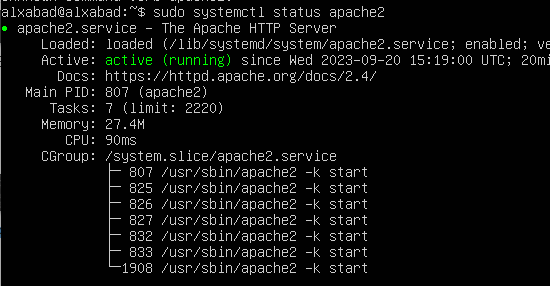 alxabad@alxabad:~$ sudo systemctl status apache2
● apache2.service - The Apache HTTP Server
Loaded: loaded (/lib/systemd/system/apache2.service; enabled; ve
Active: active (running) since Wed 2023-09-20 15:19:00 UTC; 20mi
Docs: https://httpd.apache.org/docs/2.4/
Main PID: 807 (apache2)
Tasks: 7 (limit: 2220)
Memory: 27.4M
CPU: 90ms
CGroup: /system.slice/apache2.service
├─ 807 /usr/sbin/apache2 -k start
├─ 825 /usr/sbin/apache2 -k start
├─ 826 /usr/sbin/apache2 -k start
├─ 827 /usr/sbin/apache2 -k start
├─ 832 /usr/sbin/apache2 -k start
├─ 833 /usr/sbin/apache2 -k start
└─1908 /usr/sbin/apache2 -k start